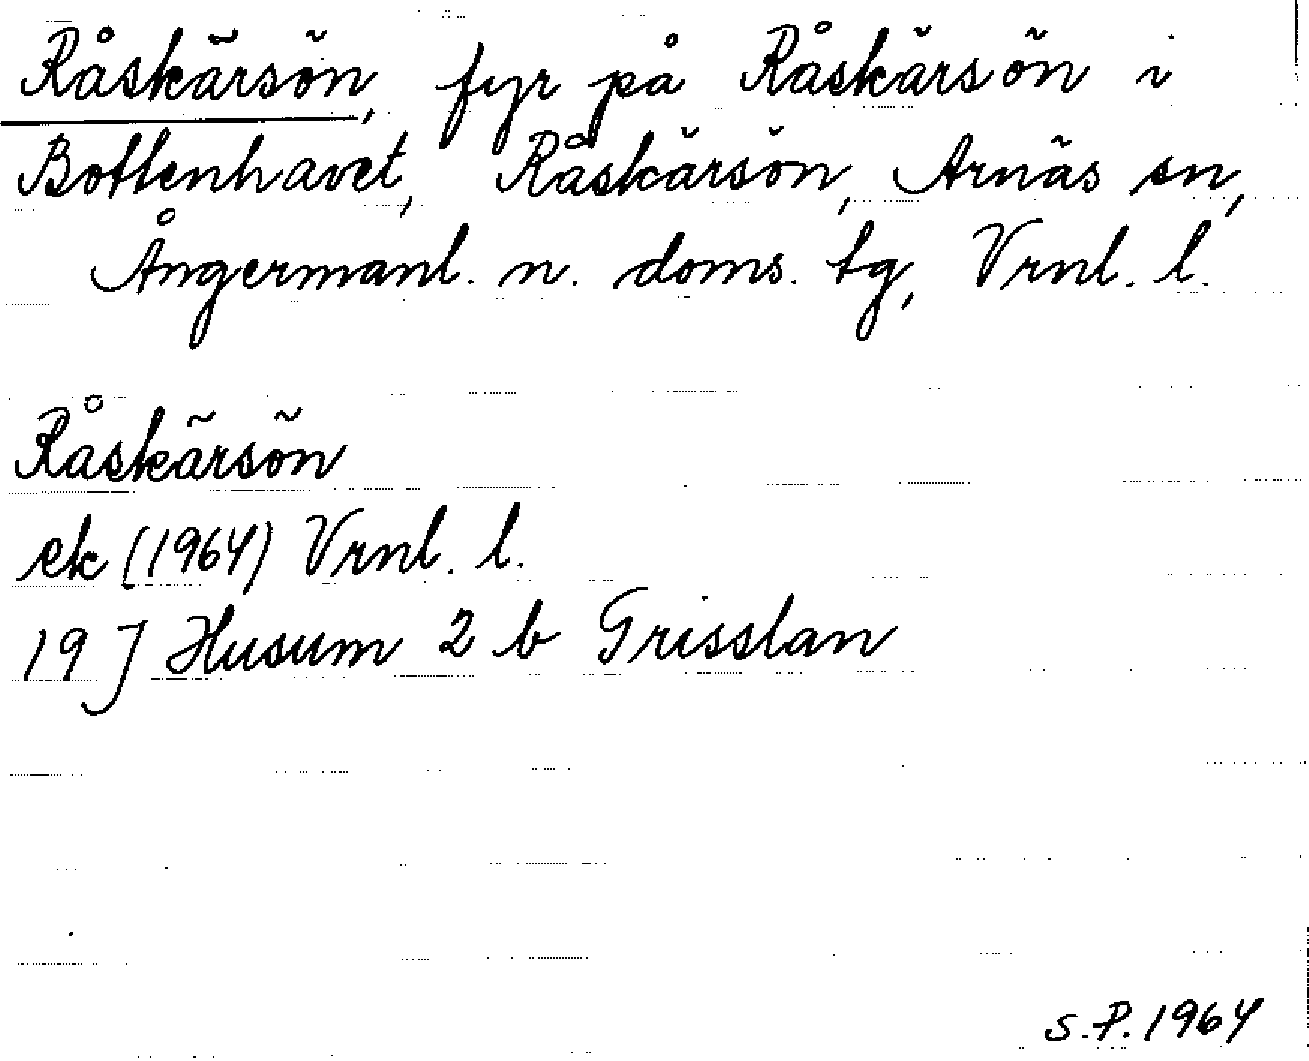 Råskärsön, fyr på Råskärsön i
Bottenhavet, Råskärsön, Arnäs sn,
Ångermanl. n. doms. tg, Vrnl. l.
Råskärsön
ek (1964) Vrnl. l.
19 J Husum 2 b Grisslan
S.P. 1964